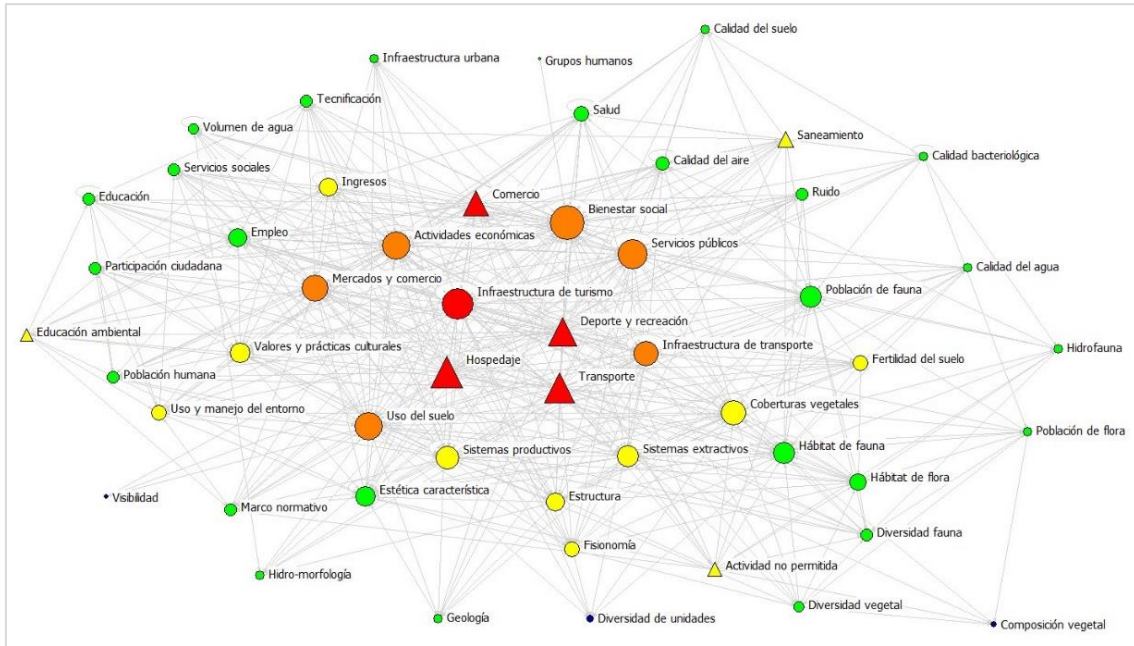 Calidad del suelo
Infraestructura urbana
Grupos humanos
Tecnificación
Salud
Volumen de agua
Saneamiento
Calidad del aire
Calidad bacteriológica
Servicios sociales
Ingresos
Educación
Comercio
Ruido
Bienestar social
Empleo
Actividades económicas
Servicios públicos
Participación ciudadana
Calidad del agua
Mercados y comercio
Infraestructura de turismo
Población de fauna
Educación ambiental
Deporte y recreación
Valores y prácticas culturales
Infraestructura de transporte
Hidrofauna
Hospedaje
Fertilidad del suelo
Población humana
Transporte
Uso y manejo del entorno
Coberturas vegetales
Uso del suelo
Población de flora
Sistemas productivos
Sistemas extractivos
Hábitat de fauna
Hábitat de flora
Estética característica
Visibilidad
Estructura
Marco normativo
Diversidad fauna
Fisionomía
Actividad no permitida
Hidro-morfología
Diversidad vegetal
Geología
Diversidad de unidades
Composición vegetal